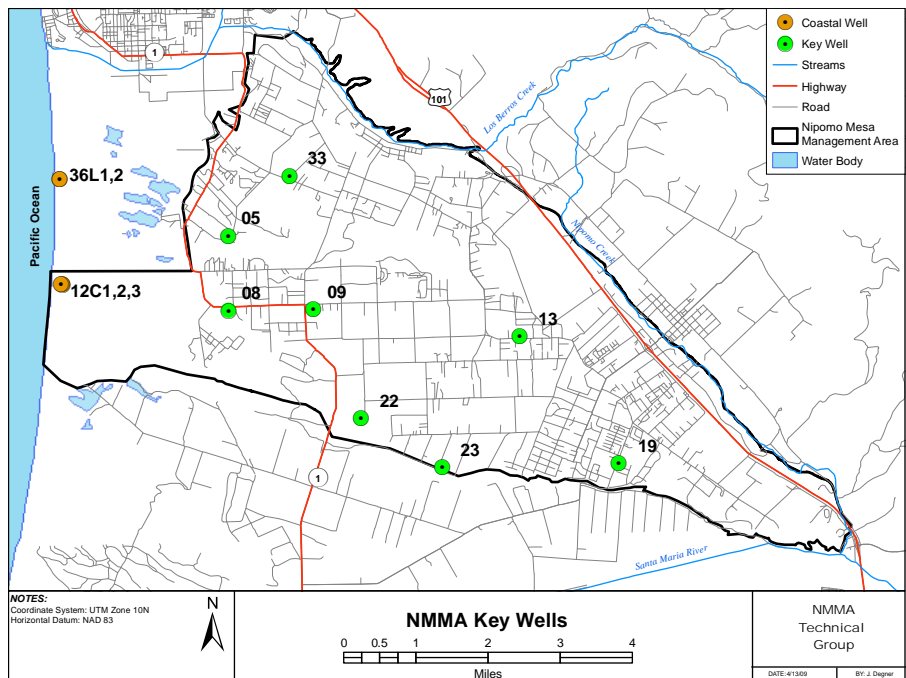 Coastal Well
Key Well
Streams
Highway
Road
Nipomo Mesa
Management Area
Water Body
1
101
Los Berros Creek
33
36L1,2
05
Pacific Ocean
Nipomo Creek
12C1,2,3
08
09
13
22
23
19
1
Santa Maria River
NOTES:
Coordinate System: UTM Zone 10N
Horizontal Datum: NAD 83
N
NMMA Key Wells
0 0.5 1 2 3 4
Miles
NMMA
Technical
Group
DATE:4/13/09
BY: J. Degner